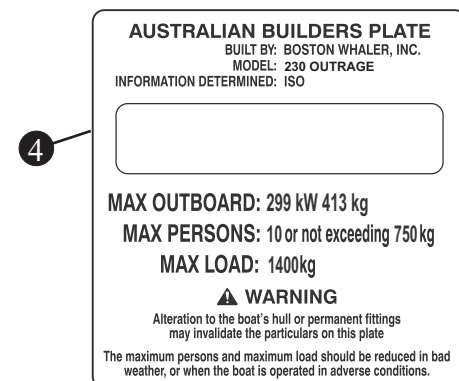 AUSTRALIAN BUILDERS PLATE
BUILT BY: BOSTON WHALER, INC.
MODEL: 230 OUTRAGE
INFORMATION DETERMINED: ISO
4
MAX OUTBOARD: 299 kW 413 kg
MAX PERSONS: 10 or not exceeding 750 kg
MAX LOAD: 1400kg
⚠ WARNING
Alteration to the boat's hull or permanent fittings
may invalidate the particulars on this plate
The maximum persons and maximum load should be reduced in bad
weather, or when the boat is operated in adverse conditions.